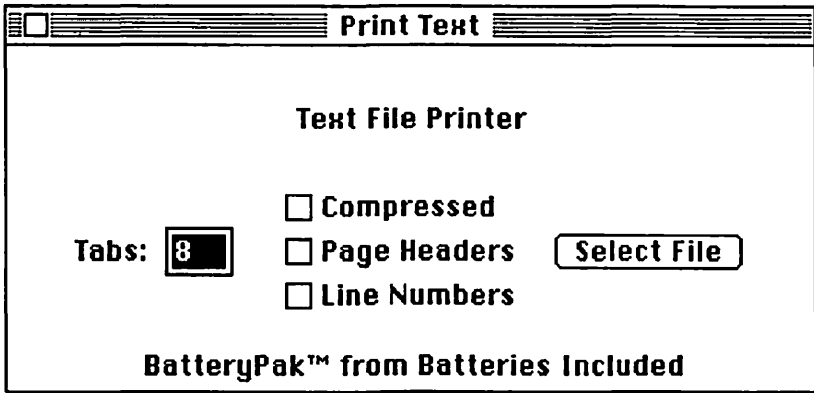 Print Text
Text File Printer
Compressed
Tabs: 8
Page Headers
Select File
Line Numbers
BatteryPak™ from Batteries Included